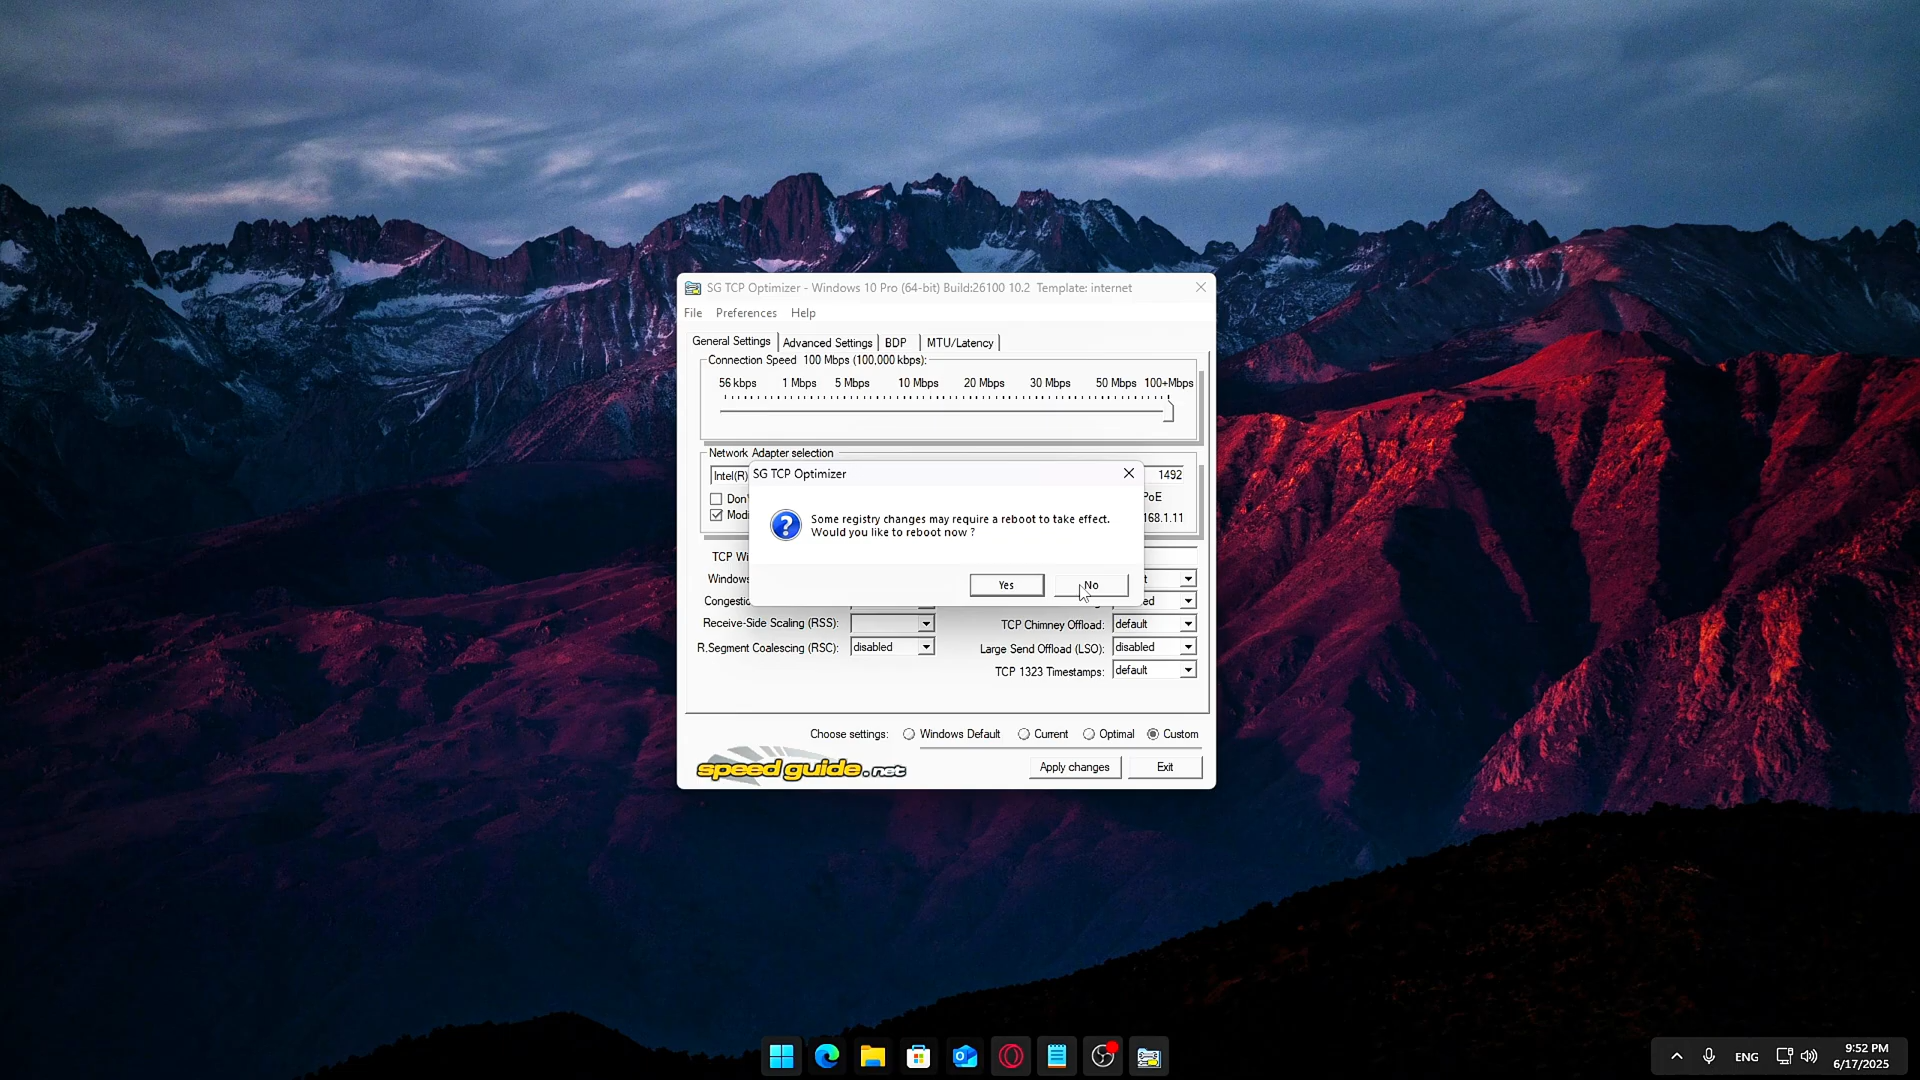 SG TCP Optimizer - Windows 10 Pro (64-bit) Build:26100 10.2  Template: internet
File Preferences Help
General Settings Advanced Settings BDP MTU/Latency
Connection Speed 100 Mbps (100,000 kbps):
56 kbps 1 Mbps 5 Mbps 10 Mbps 20 Mbps 30 Mbps 50 Mbps 100+Mbps
Network Adapter selection
Intel(R) 1492
SG TCP Optimizer
Some registry changes may require a reboot to take effect.
Would you like to reboot now ?
Yes No
168.1.11
TCP
Windows
Receive-Side Scaling (RSS): TCP Chimney Offload: default
R.Segment Coalescing (RSC): disabled Large Send Offload (LSO): disabled
TCP 1323 Timestamps: default
Choose settings: Windows Default Current Optimal Custom
speedguide.net Apply changes Exit
ENG
9:52 PM
6/17/2025